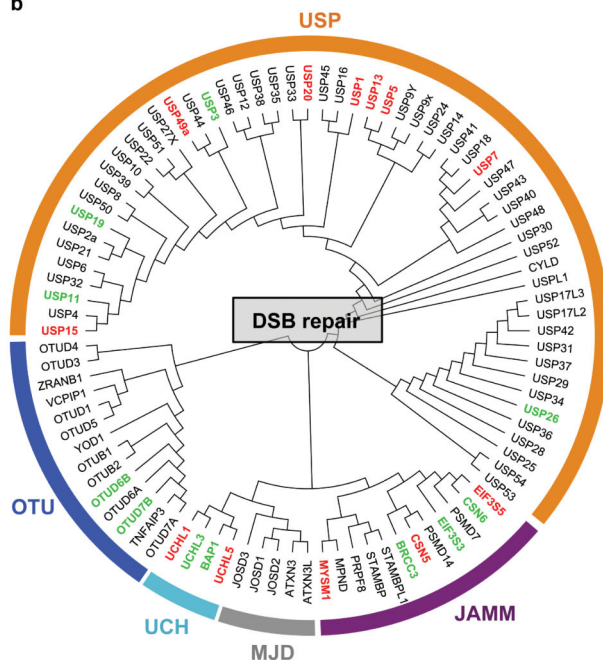 b
USP
USP15
USP4
USP11
USP32
USP6
USP21
USP2a
USP19
USP50
USP8
USP39
USP10
USP22
USP51
USP27X
USP49a
USP44
USP3
USP46
USP12
USP38
USP35
USP33
USP20
USP45
USP16
USP1
USP13
USP5
USP9Y
USP9x
USP24
USP14
USP41
USP18
USP7
USP47
USP43
USP40
USP48
USP30
USP52
CYLD
USPL1
USP17L3
USP17L2
USP42
USP31
USP37
USP29
USP34
USP26
USP36
USP28
USP25
USP54
USP53
EIF3S5
CSN6
PSMD7
EIF3S3
PSMD14
CSN5
BRCC3
STAMBPL1
STAMBP
PRPF8
MPND
MYSM1
ATXN3L
ATXN3
JOSD2
JOSD1
JOSD3
UCHL5
BAP1
UCHL3
UCHL1
OTUD7A
TNFAIP3
OTUD7B
OTUD6A
OTUD6B
OTUB2
OTUB1
YOD1
OTUD5
OTUD1
VCPIP1
ZRANB1
OTUD3
OTUD4
DSB repair
OTU
UCH
MJD
JAMM